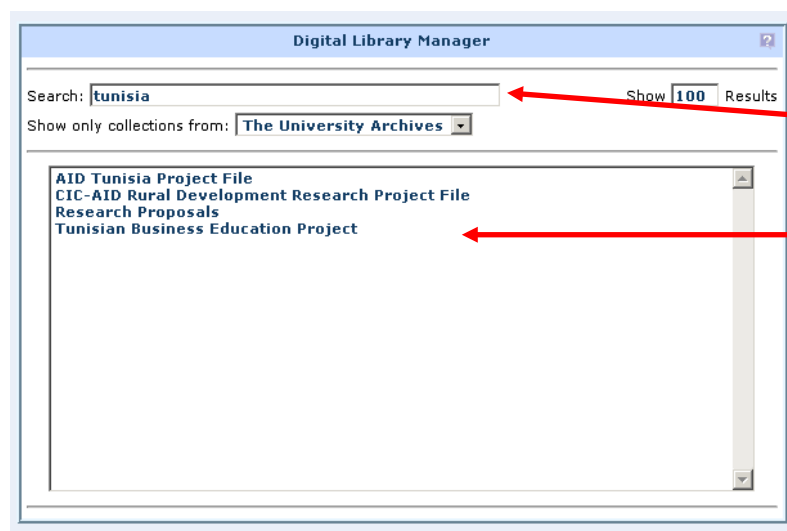 Digital Library Manager ?
Search: tunisia Show 100 Results
Show only collections from: The University Archives
AID Tunisia Project File
CIC-AID Rural Development Research Project File
Research Proposals
Tunisian Business Education Project